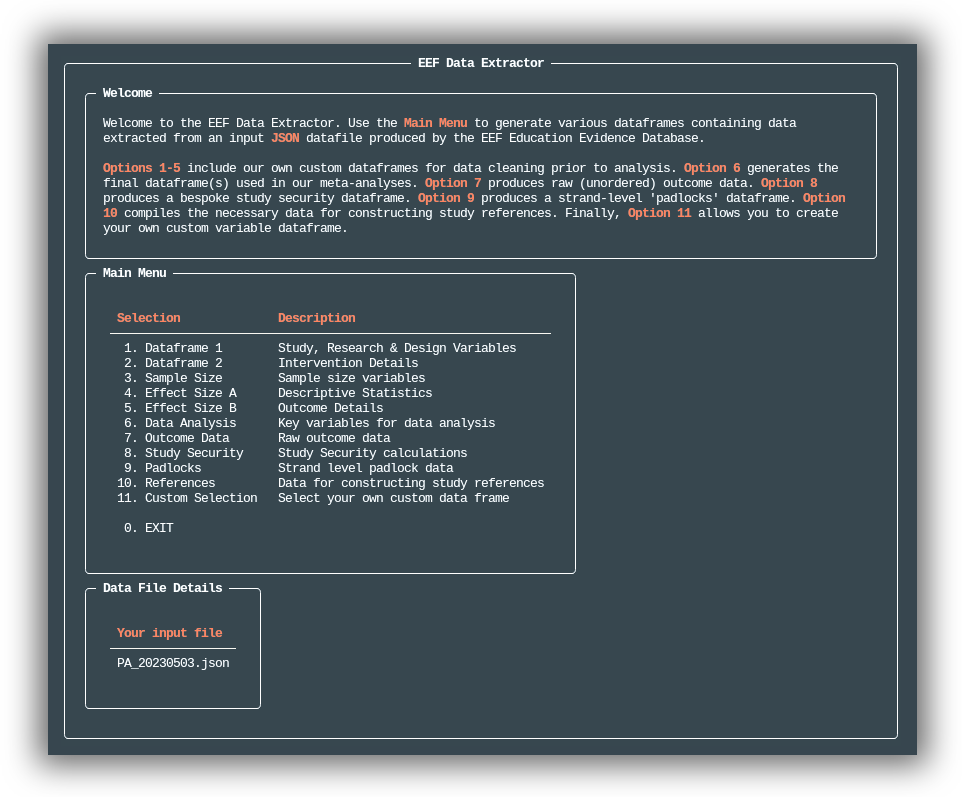 EEF Data Extractor
Welcome
Welcome to the EEF Data Extractor. Use the Main Menu to generate various dataframes containing data
extracted from an input JSON datafile produced by the EEF Education Evidence Database.
Options 1-5 include our own custom dataframes for data cleaning prior to analysis. Option 6 generates the
final dataframe(s) used in our meta-analyses. Option 7 produces raw (unordered) outcome data. Option 8
produces a bespoke study security dataframe. Option 9 produces a strand-level 'padlocks' dataframe. Option
10 compiles the necessary data for constructing study references. Finally, Option 11 allows you to create
your own custom variable dataframe.
Main Menu
Selection Description
1. Dataframe 1 Study, Research & Design Variables
2. Dataframe 2 Intervention Details
3. Sample Size Sample size variables
4. Effect Size A Descriptive Statistics
5. Effect Size B Outcome Details
6. Data Analysis Key variables for data analysis
7. Outcome Data Raw outcome data
8. Study Security Study Security calculations
9. Padlocks Strand level padlock data
10. References Data for constructing study references
11. Custom Selection Select your own custom data frame
0. EXIT
Data File Details
Your input file
PA_20230503.json